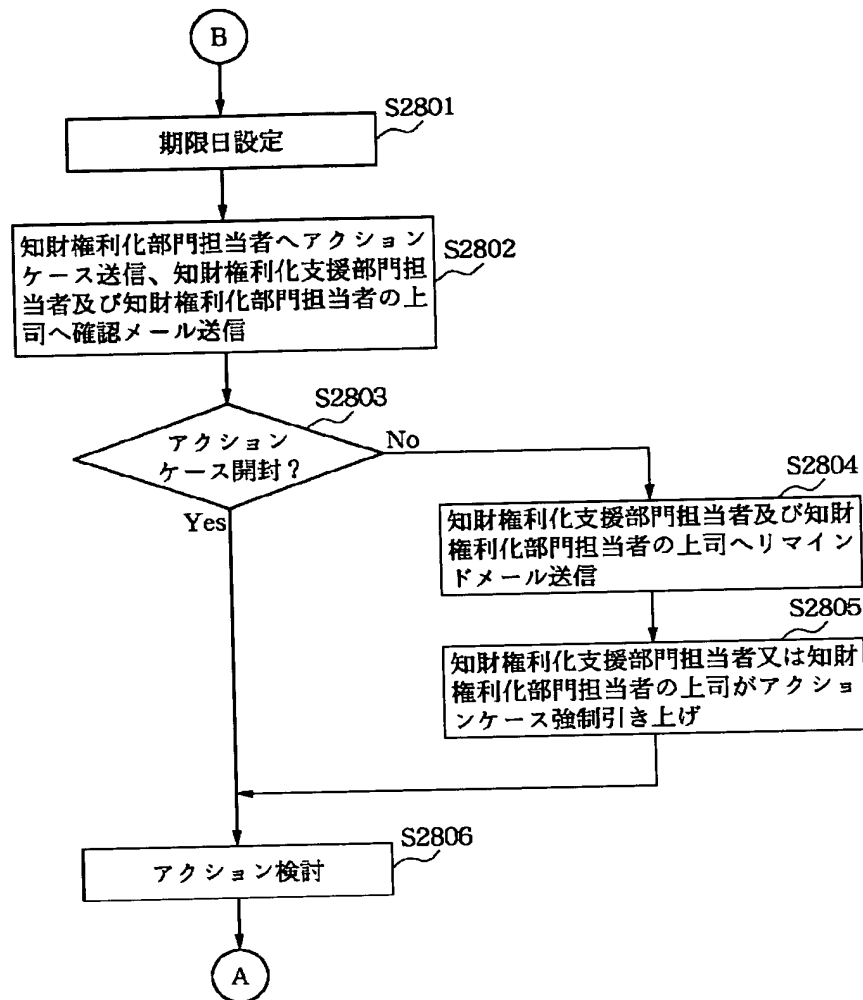 B
S2801
期限日設定
S2802
知財権利化部門担当者へアクション
ケース送信、知財権利化支援部門担
当者及び知財権利化部門担当者の上
司へ確認メール送信
S2803
アクション
ケース開封?
No
Yes
S2804
知財権利化支援部門担当者及び知財
権利化部門担当者の上司へリマイン
ドメール送信
S2805
知財権利化支援部門担当者又は知財
権利化部門担当者の上司がアクショ
ンケース強制引き上げ
S2806
アクション検討
A